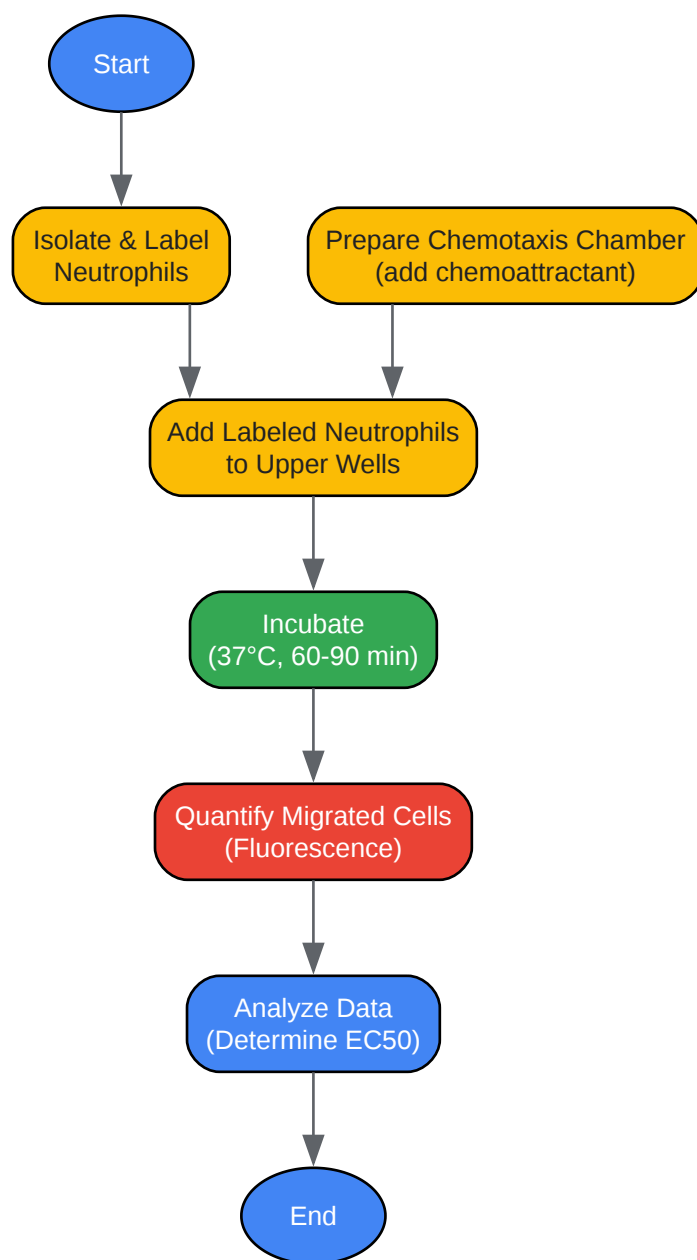 Start
Isolate & Label
Neutrophils
Prepare Chemotaxis Chamber
(add chemoattractant)
Add Labeled Neutrophils
to Upper Wells
Incubate
(37°C, 60-90 min)
Quantify Migrated Cells
(Fluorescence)
Analyze Data
(Determine EC50)
End